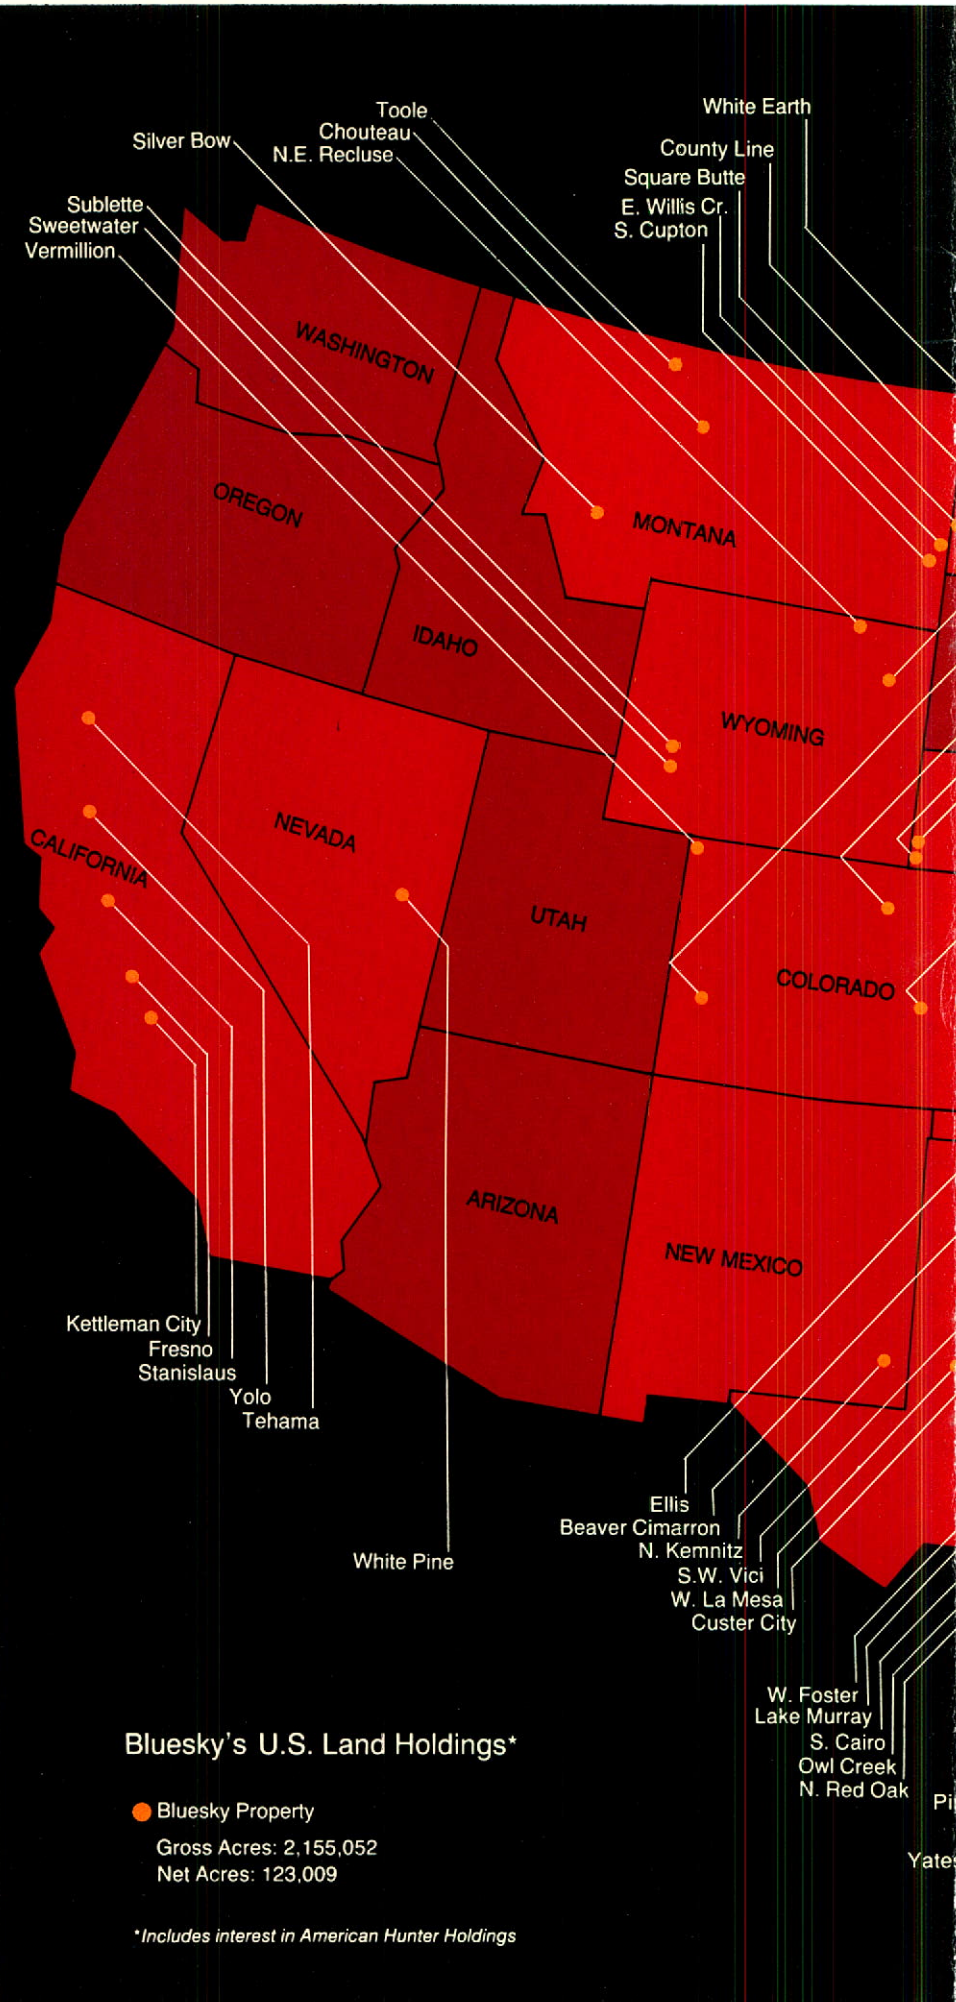 White Earth
Toole
Chouteau
Silver Bow
N.E. Recluse
County Line
Square Butte
Sublette
E. Willis Cr.
Sweetwater
S. Cupton
Vermillion
WASHINGTON
OREGON
MONTANA
IDAHO
WYOMING
NEVADA
CALIFORNIA
UTAH
COLORADO
ARIZONA
NEW MEXICO
Kettleman City
Fresno
Stanislaus
Yolo
Tehama
Ellis
Beaver Cimarron
N. Kemnitz
White Pine
S.W. Vici
W. La Mesa
Custer City
W. Foster
Lake Murray
S. Cairo
Owl Creek
N. Red Oak
Bluesky's U.S. Land Holdings*
Bluesky Property
Gross Acres: 2,155,052
Net Acres: 123,009
*Includes interest in American Hunter Holdings